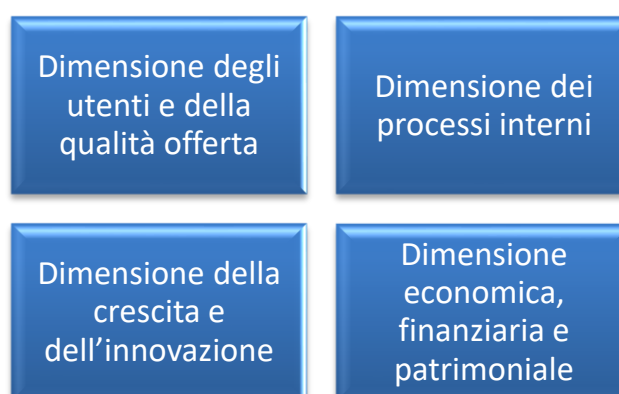 Dimensione degli
utenti e della
qualità offerta
Dimensione dei
processi interni
Dimensione della
crescita e
dell’innovazione
Dimensione
economica,
finanziaria e
patrimoniale